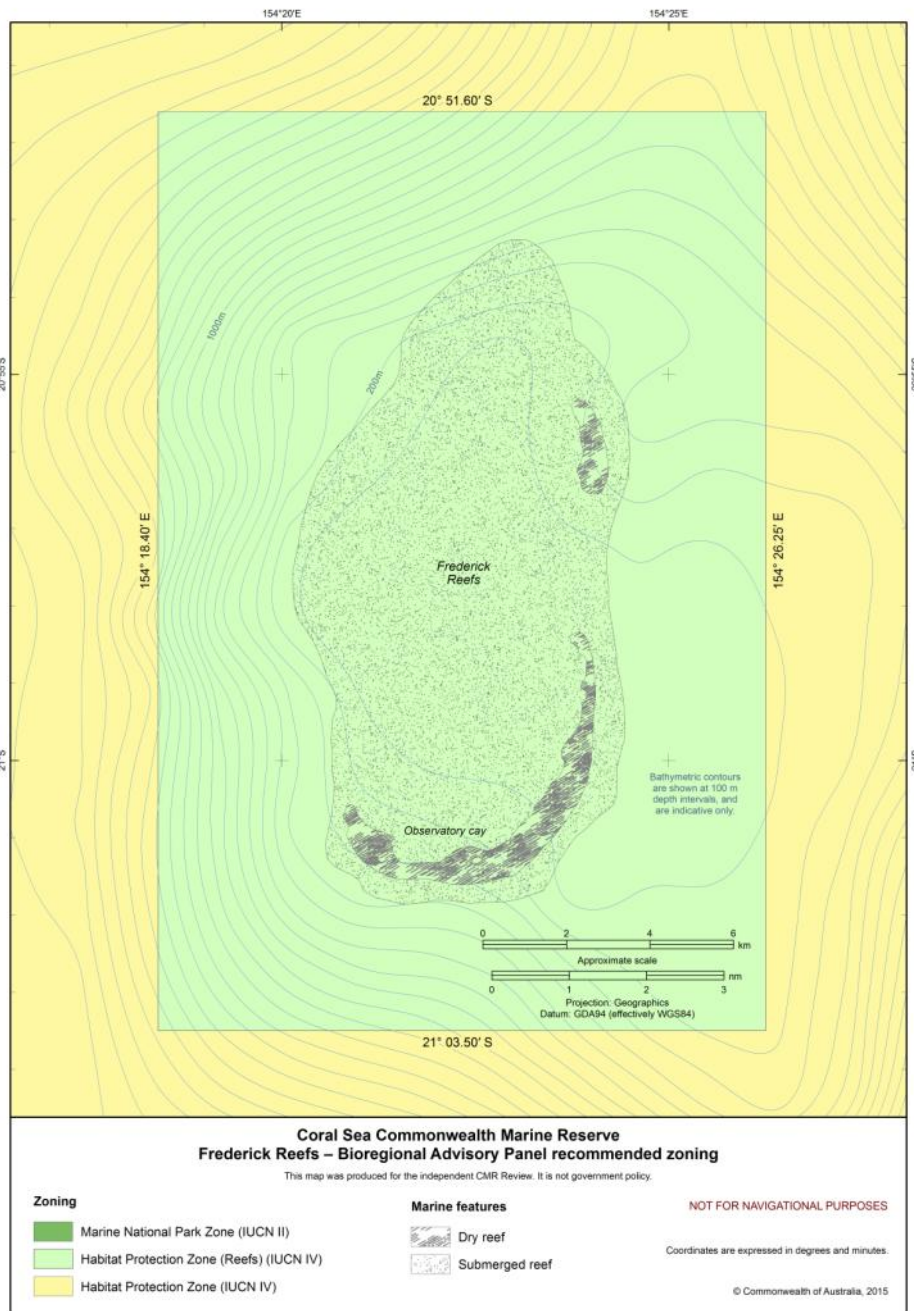 154°20'E
154°25'E
20° 51.60' S
1000m
200m
20°55'S
20°55'S
154° 18.40' E
154° 26.25' E
Frederick
Reefs
21°S
21°S
Bathymetric contours
are shown at 100 m
depth intervals, and
are indicative only.
Observatory cay
0 2 4 6
km
Approximate scale
nm
0 1 2 3
Projection: Geographics
Datum: GDA94 (effectively WGS84)
21° 03.50' S
Coral Sea Commonwealth Marine Reserve
Frederick Reefs – Bioregional Advisory Panel recommended zoning
This map was produced for the independent CMR Review. It is not government policy.
Zoning
Marine National Park Zone (IUCN II)
Habitat Protection Zone (Reefs) (IUCN IV)
Habitat Protection Zone (IUCN IV)
Marine features
Dry reef
Submerged reef
NOT FOR NAVIGATIONAL PURPOSES
Coordinates are expressed in degrees and minutes.
© Commonwealth of Australia, 2015